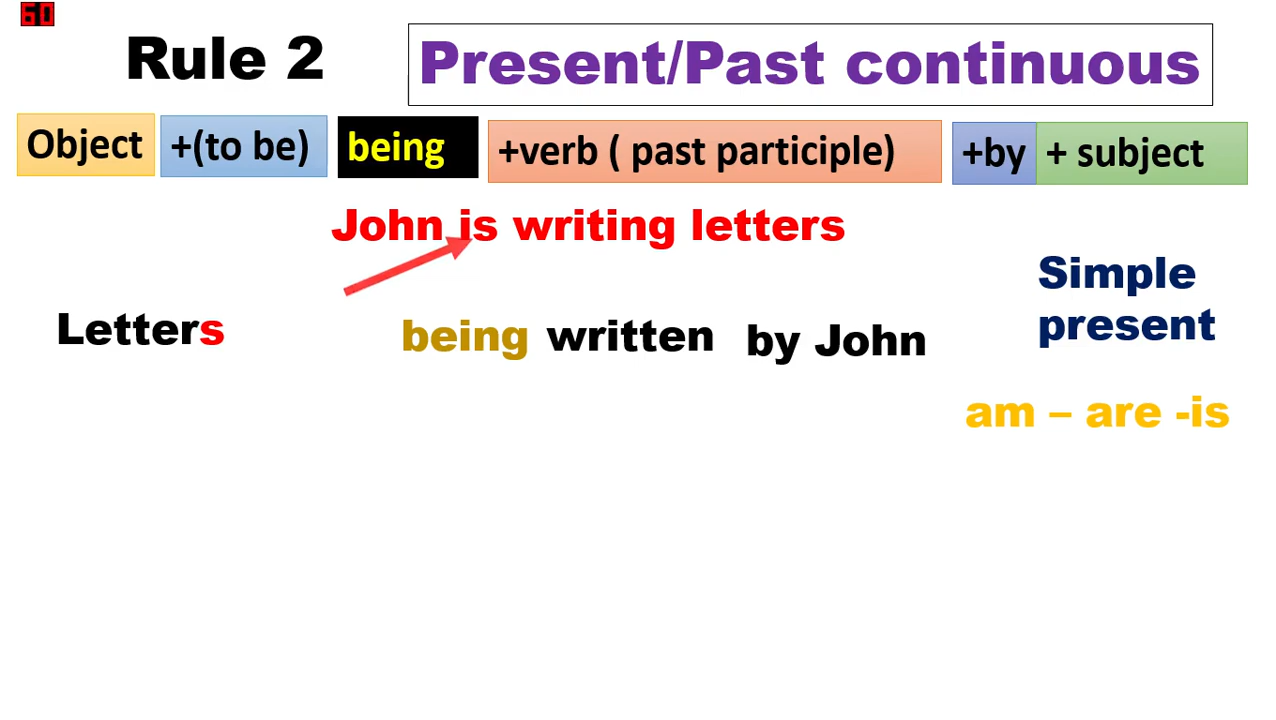 60
Rule 2
Present/Past continuous
Object +(to be) being +verb ( past participle) +by + subject
John is writing letters
Simple
present
Letters being written by John
am – are -is